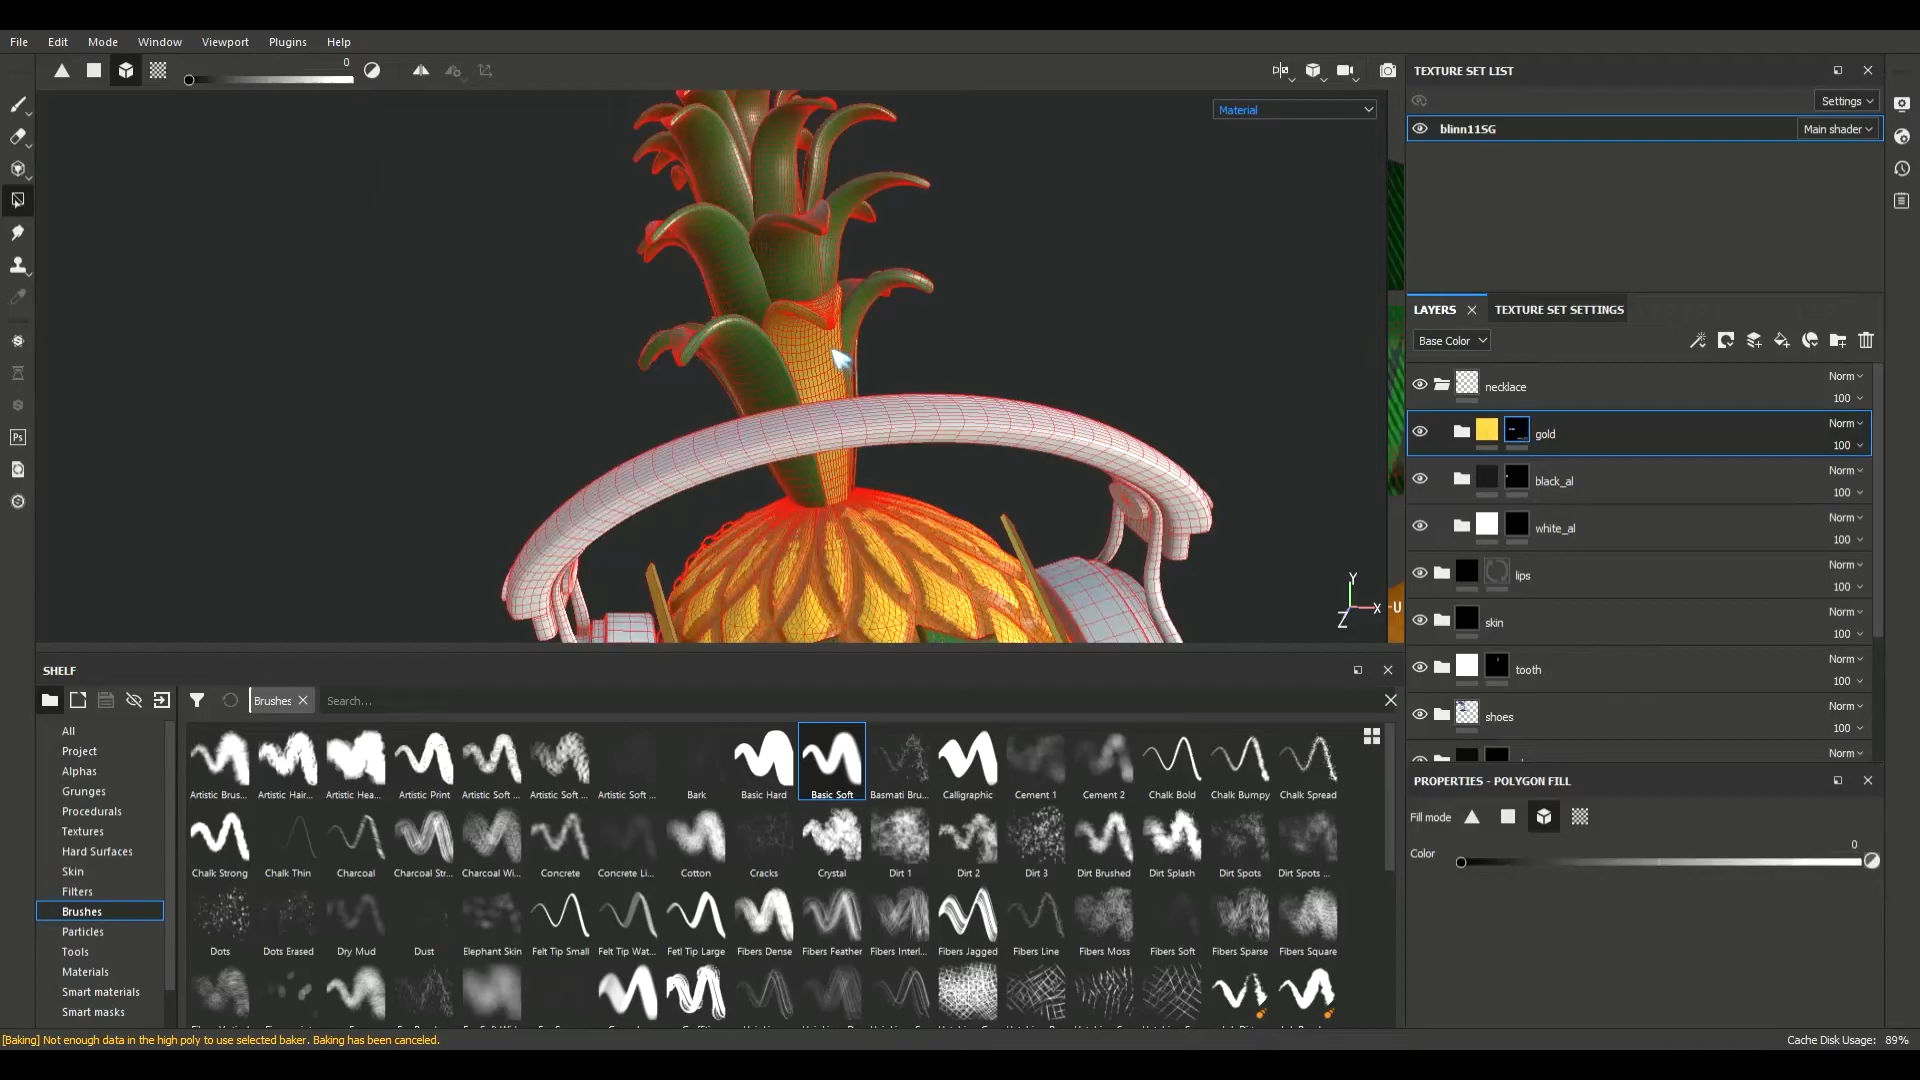 File Edit Mode Window Viewport Plugins Help
0
Material
TEXTURE SET LIST
Settings
blinn11SG
Main shader
LAYERS
TEXTURE SET SETTINGS
Base Color
necklace
Norm
100
gold
Norm
100
black_al
Norm
100
white_al
Norm
100
lips
Norm
100
skin
Norm
100
tooth
Norm
100
shoes
Norm
100
Norm
Y
X
Z
-U
PROPERTIES - POLYGON FILL
Fill mode
Color
0
SHELF
Brushes
Search...
All
Project
Alphas
Grunges
Procedurals
Textures
Hard Surfaces
Skin
Filters
Brushes
Particles
Tools
Materials
Smart materials
Smart masks
Artistic Brus... Artistic Hair... Artistic Hea... Artistic Print Artistic Soft ... Artistic Soft ... Artistic Soft ... Bark Basic Hard Basic Soft Basmati Bru... Calligraphic Cement 1 Cement 2 Chalk Bold Chalk Bumpy Chalk Spread
Chalk Strong Chalk Thin Charcoal Charcoal Str... Charcoal Wi... Concrete Concrete Li... Cotton Cracks Crystal Dirt 1 Dirt 2 Dirt 3 Dirt Brushed Dirt Splash Dirt Spots Dirt Spots ...
Dots Dots Erased Dry Mud Dust Elephant Skin Felt Tip Small Felt Tip Wat... Fetl Tip Large Fibers Dense Fibers Feather Fibers Interl... Fibers Jagged Fibers Line Fibers Moss Fibers Soft Fibers Sparse Fibers Square
[Baking] Not enough data in the high poly to use selected baker. Baking has been canceled.
Cache Disk Usage: 89%